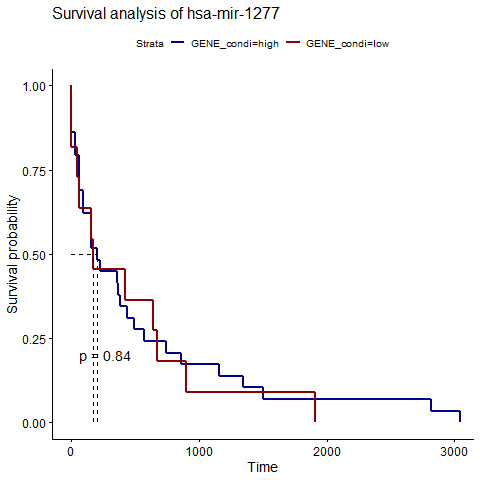 Survival analysis of hsa-mir-1277
Strata GENE_condi=high GENE_condi=low
Survival probability
1.00
0.75
0.50
0.25
0.00
p = 0.84
0 1000 2000 3000
Time